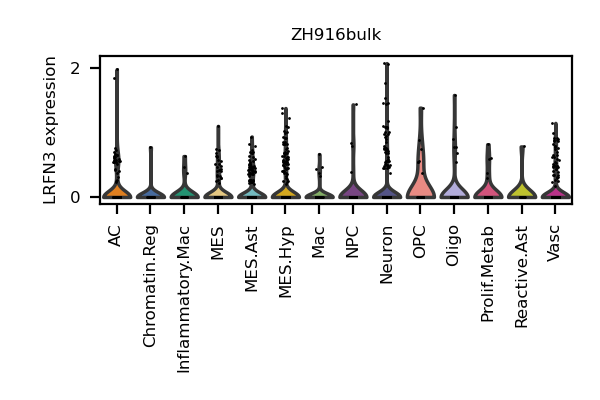 ZH916bulk
LRFN3 expression
2
0
AC
Chromatin.Reg
Inflammatory.Mac
MES
MES.Ast
MES.Hyp
Mac
NPC
Neuron
OPC
Oligo
Prolif.Metab
Reactive.Ast
Vasc